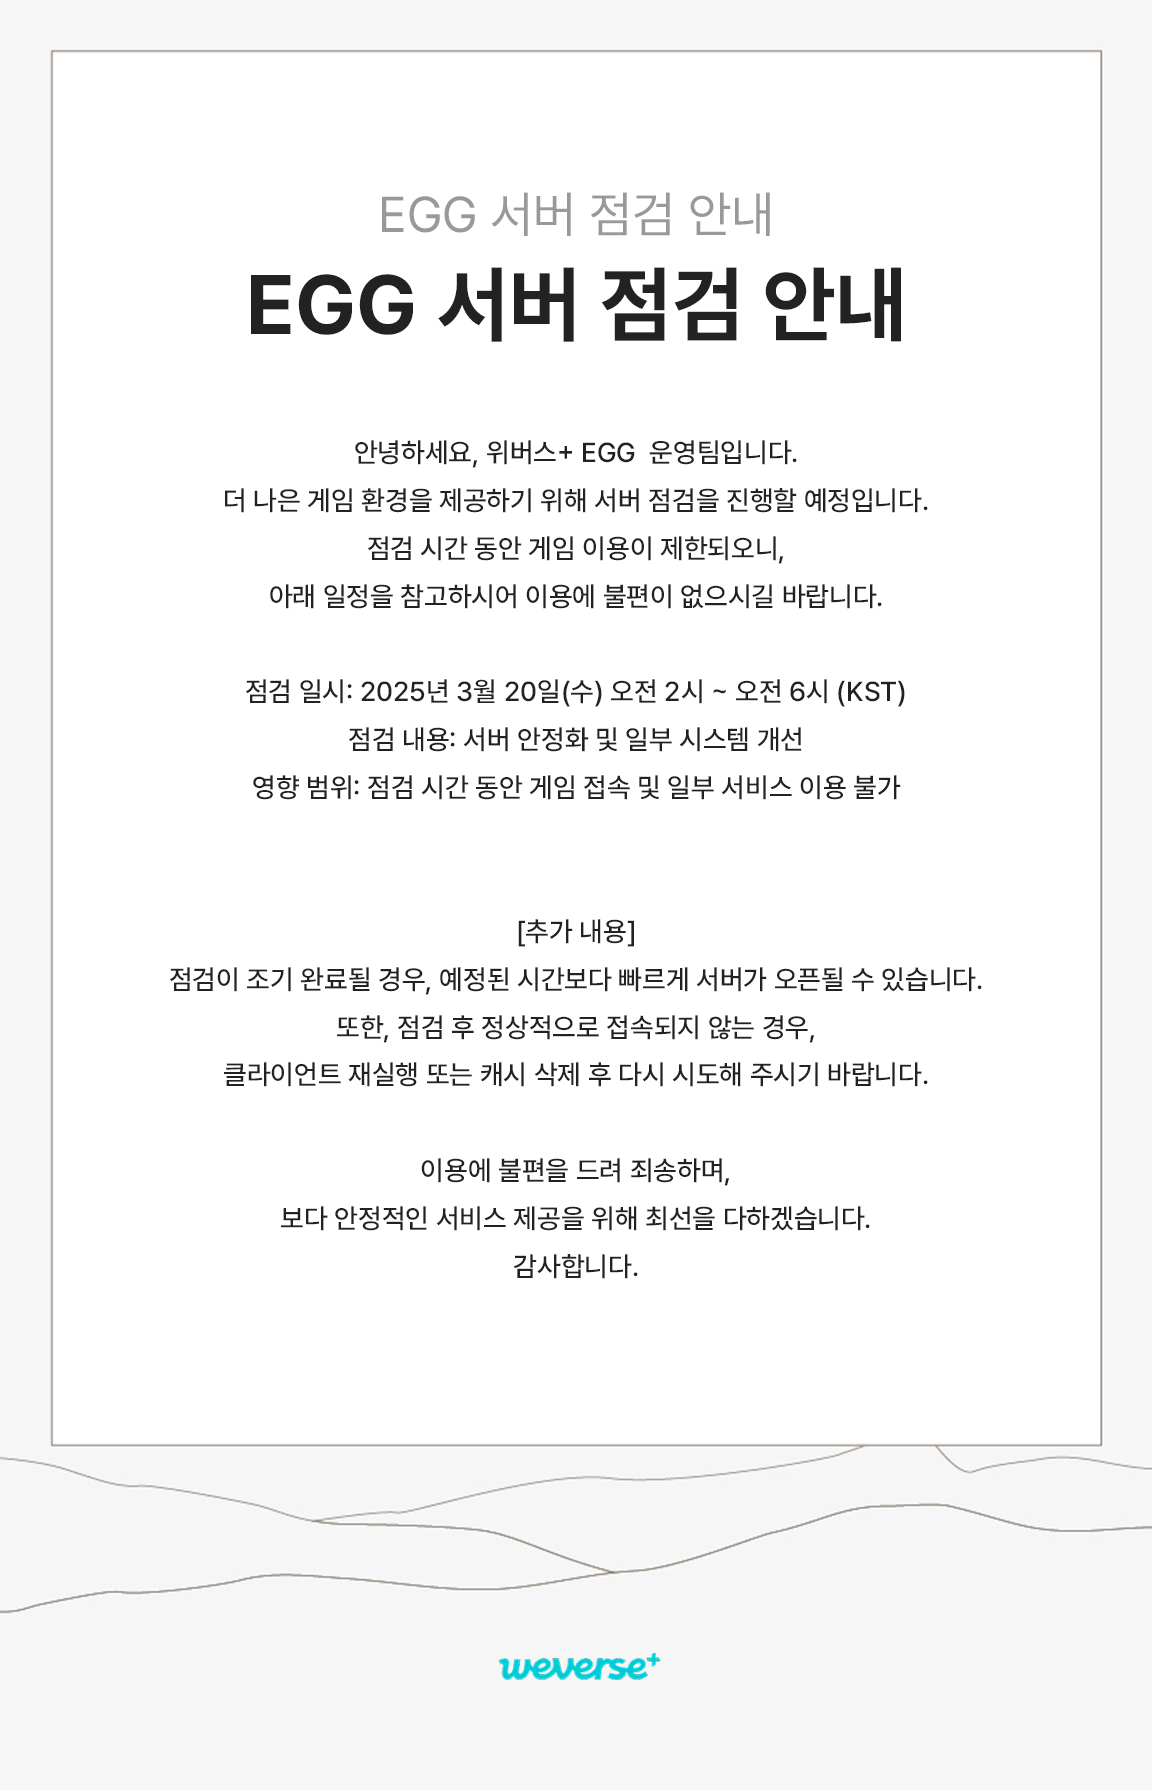 EGG 서버 점검 안내
EGG 서버 점검 안내
안녕하세요, 위버스+ EGG  운영팀입니다.
더 나은 게임 환경을 제공하기 위해 서버 점검을 진행할 예정입니다.
점검 시간 동안 게임 이용이 제한되오니,
아래 일정을 참고하시어 이용에 불편이 없으시길 바랍니다.
점검 일시: 2025년 3월 20일(수) 오전 2시 ~ 오전 6시 (KST)
점검 내용: 서버 안정화 및 일부 시스템 개선
영향 범위: 점검 시간 동안 게임 접속 및 일부 서비스 이용 불가
[추가 내용]
점검이 조기 완료될 경우, 예정된 시간보다 빠르게 서버가 오픈될 수 있습니다.
또한, 점검 후 정상적으로 접속되지 않는 경우,
클라이언트 재실행 또는 캐시 삭제 후 다시 시도해 주시기 바랍니다.
이용에 불편을 드려 죄송하며,
보다 안정적인 서비스 제공을 위해 최선을 다하겠습니다.
감사합니다.
weverse+